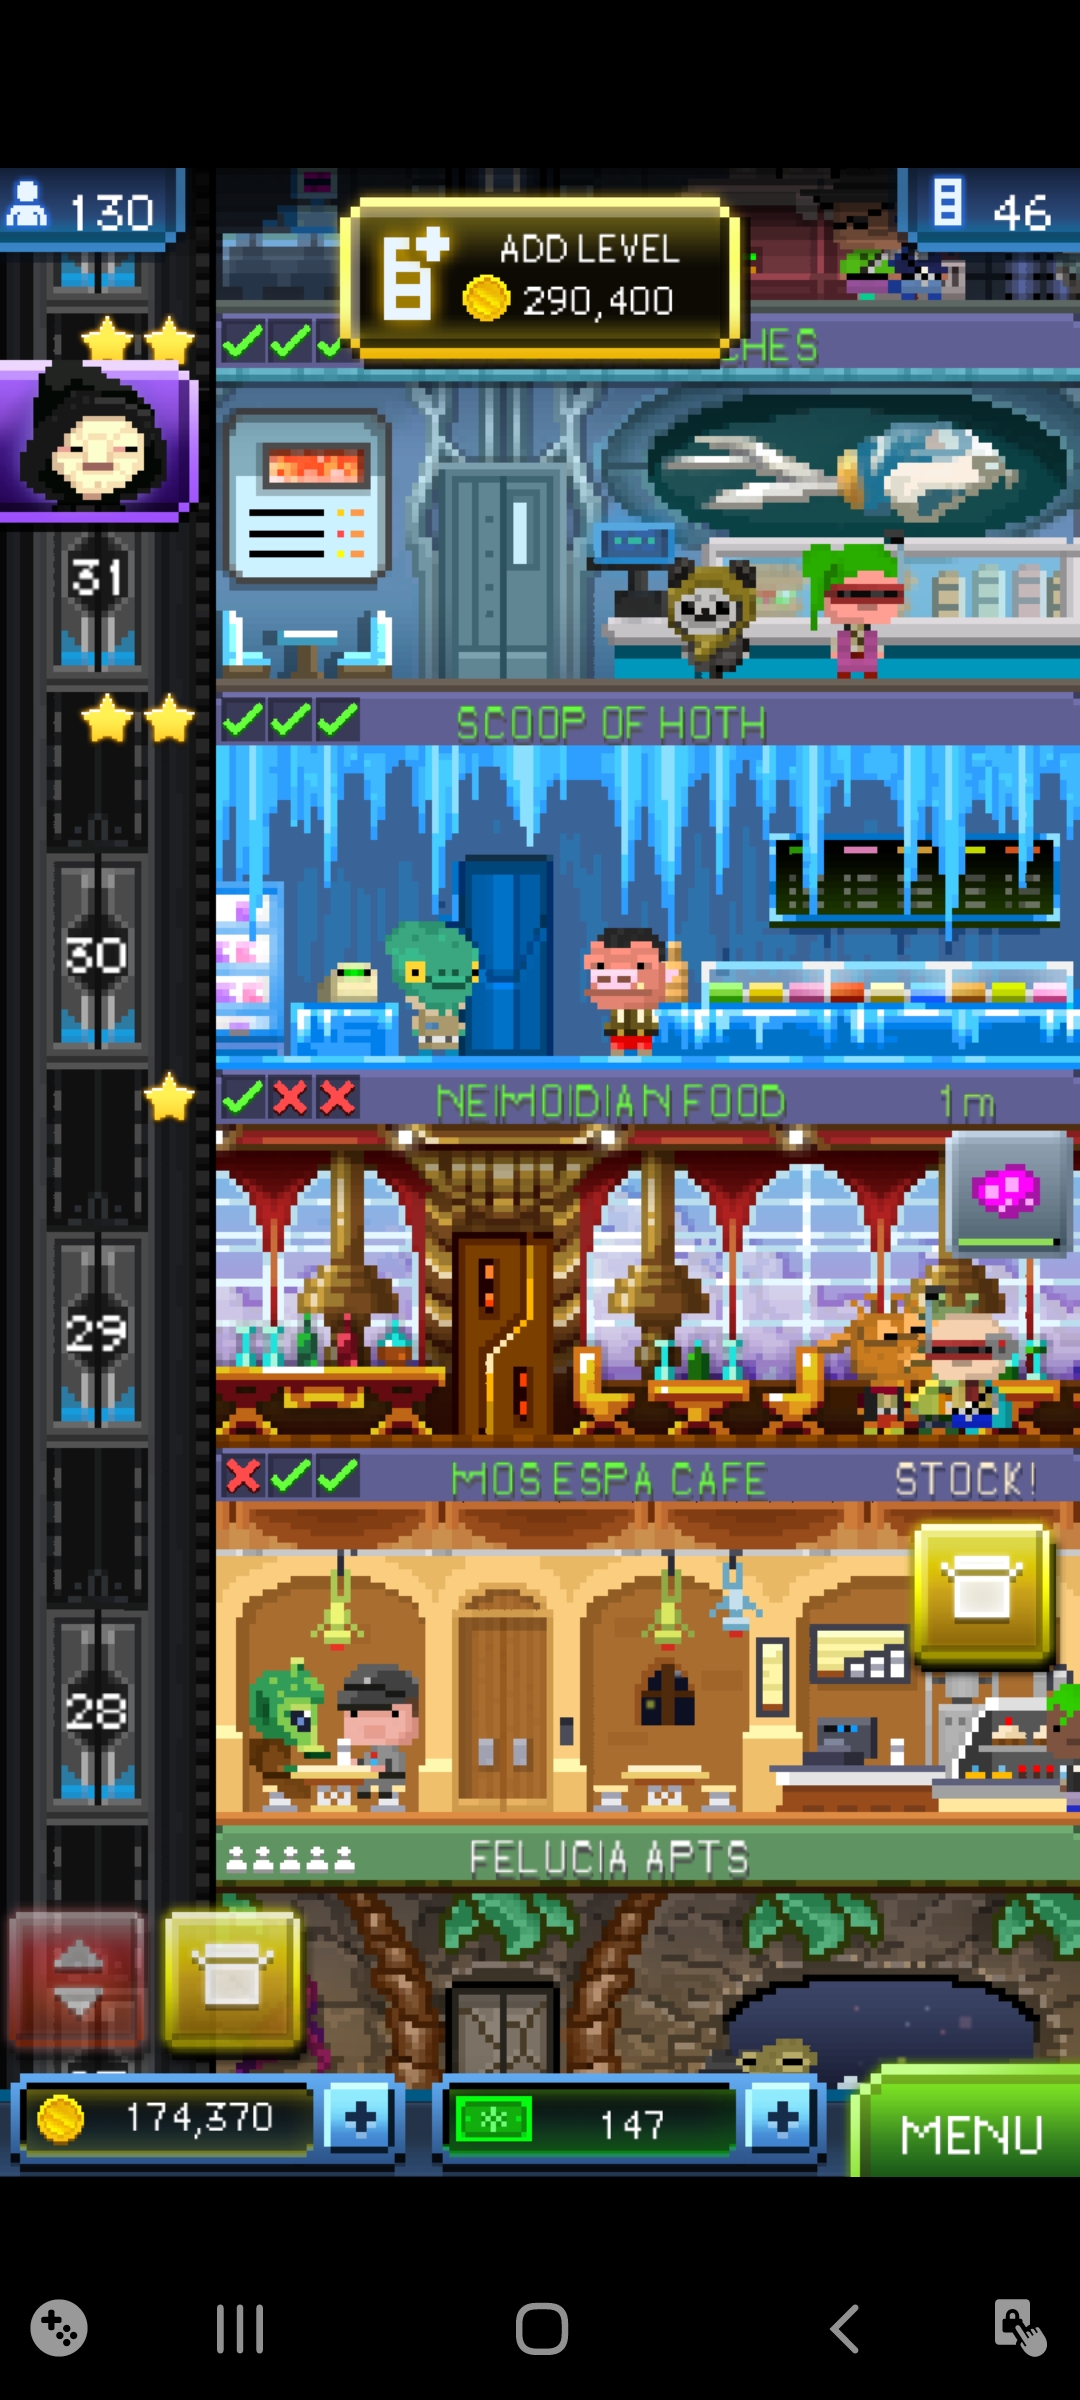 130
46
ADD LEVEL
290,400
CHES
31
SCOOP OF HOTH
30
NEIMOIDIAN FOOD 1m
29
MOS ESPA CAFE STOCK!
28
FELUCIA APTS
174,370
147
MENU